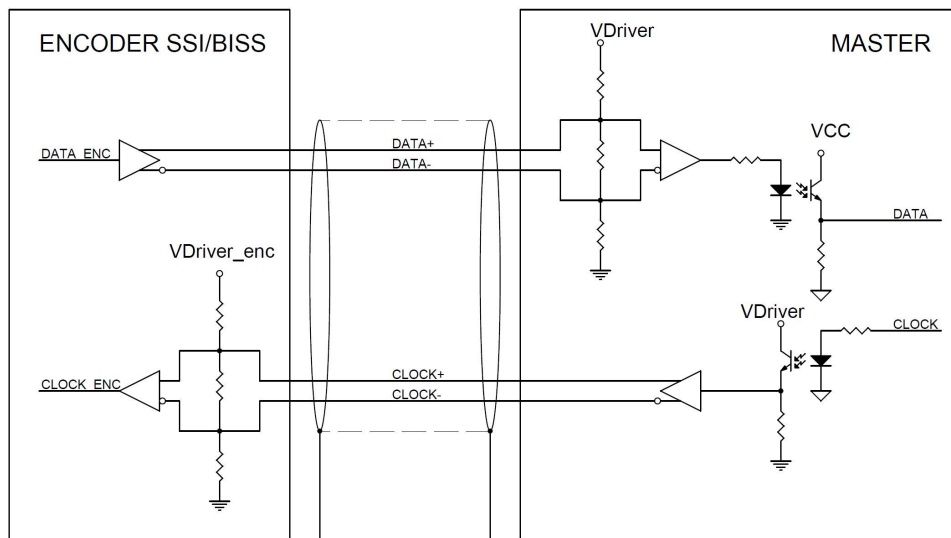 ENCODER SSI/BISS
MASTER
VDriver
VCC
DATA_ENC
DATA+
DATA-
DATA
VDriver_enc
VDriver
CLOCK
CLOCK_ENC
CLOCK+
CLOCK-